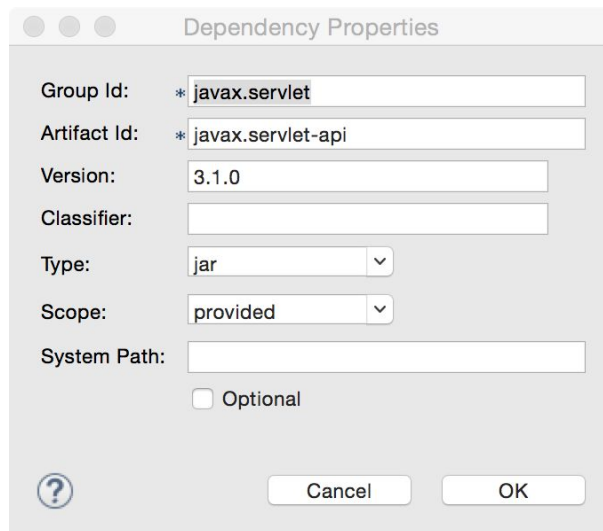 Dependency Properties
Group Id: * javax.servlet
Artifact Id: * javax.servlet-api
Version: 3.1.0
Classifier:
Type: jar
Scope: provided
System Path:
Optional
? Cancel OK